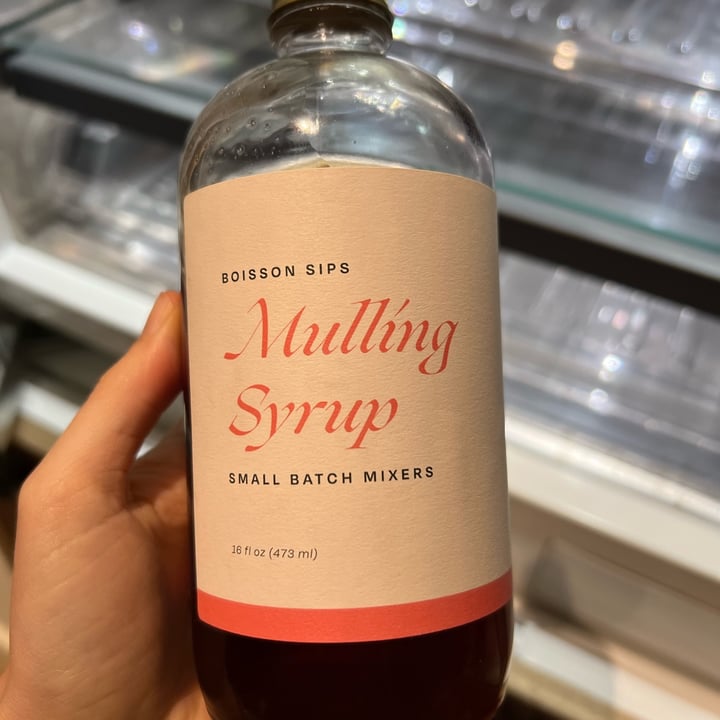 BOISSON SIPS
Mulling
Syrup
SMALL BATCH MIXERS
16 fl oz (473 ml)